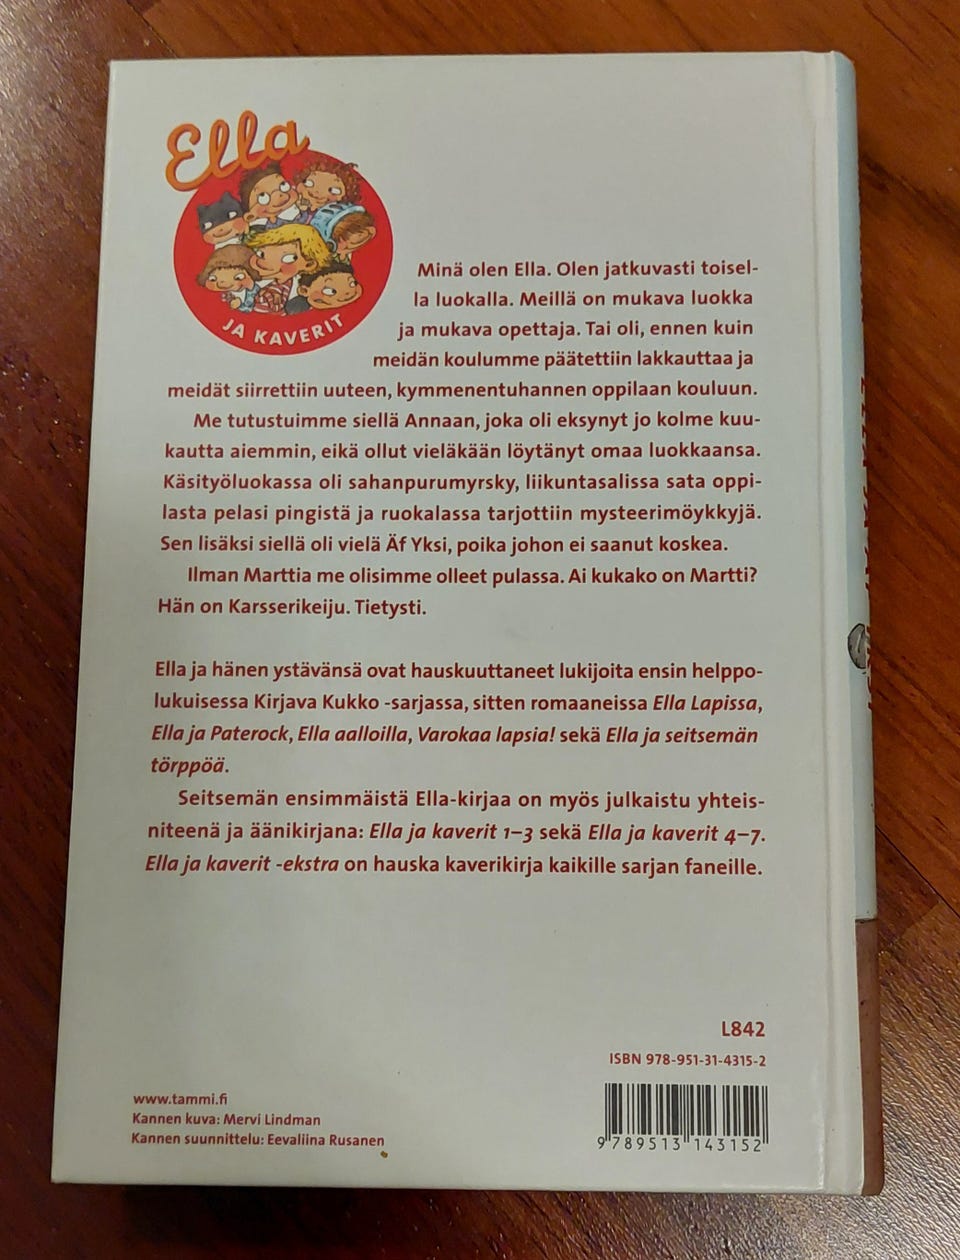 Ella
JA KAVERIT
Minä olen Ella. Olen jatkuvasti toisel-
la luokalla. Meillä on mukava luokka
ja mukava opettaja. Tai oli, ennen kuin
meidän koulumme päätettiin lakkauttaa ja
meidät siirrettiin uuteen, kymmenentuhannen oppilaan kouluun.
Me tutustuimme siellä Annaan, joka oli eksynyt jo kolme kuu-
kautta aiemmin, eikä ollut vieläkään löytänyt omaa luokkaansa.
Käsityöluokassa oli sahanpurumyrsky, liikuntasalissa sata oppi-
lasta pelasi pingistä ja ruokalassa tarjottiin mysteerimöykkyjä.
Sen lisäksi siellä oli vielä Äf Yksi, poika johon ei saanut koskea.
Ilman Marttia me olisimme olleet pulassa. Ai kukako on Martti?
Hän on Karsserikeiju. Tietysti.
Ella ja hänen ystävänsä ovat hauskuuttaneet lukijoita ensin helppo-
lukuisessa Kirjava Kukko -sarjassa, sitten romaaneissa Ella Lapissa,
Ella ja Paterock, Ella aalloilla, Varokaa lapsia! sekä Ella ja seitsemän
törppöä.
Seitsemän ensimmäistä Ella-kirjaa on myös julkaistu yhteis-
niteenä ja äänikirjana: Ella ja kaverit 1–3 sekä Ella ja kaverit 4–7.
Ella ja kaverit -ekstra on hauska kaverikirja kaikille sarjan faneille.
L842
ISBN 978-951-31-4315-2
9 789513 143152
www.tammi.fi
Kannen kuva: Mervi Lindman
Kannen suunnittelu: Eevaliina Rusanen